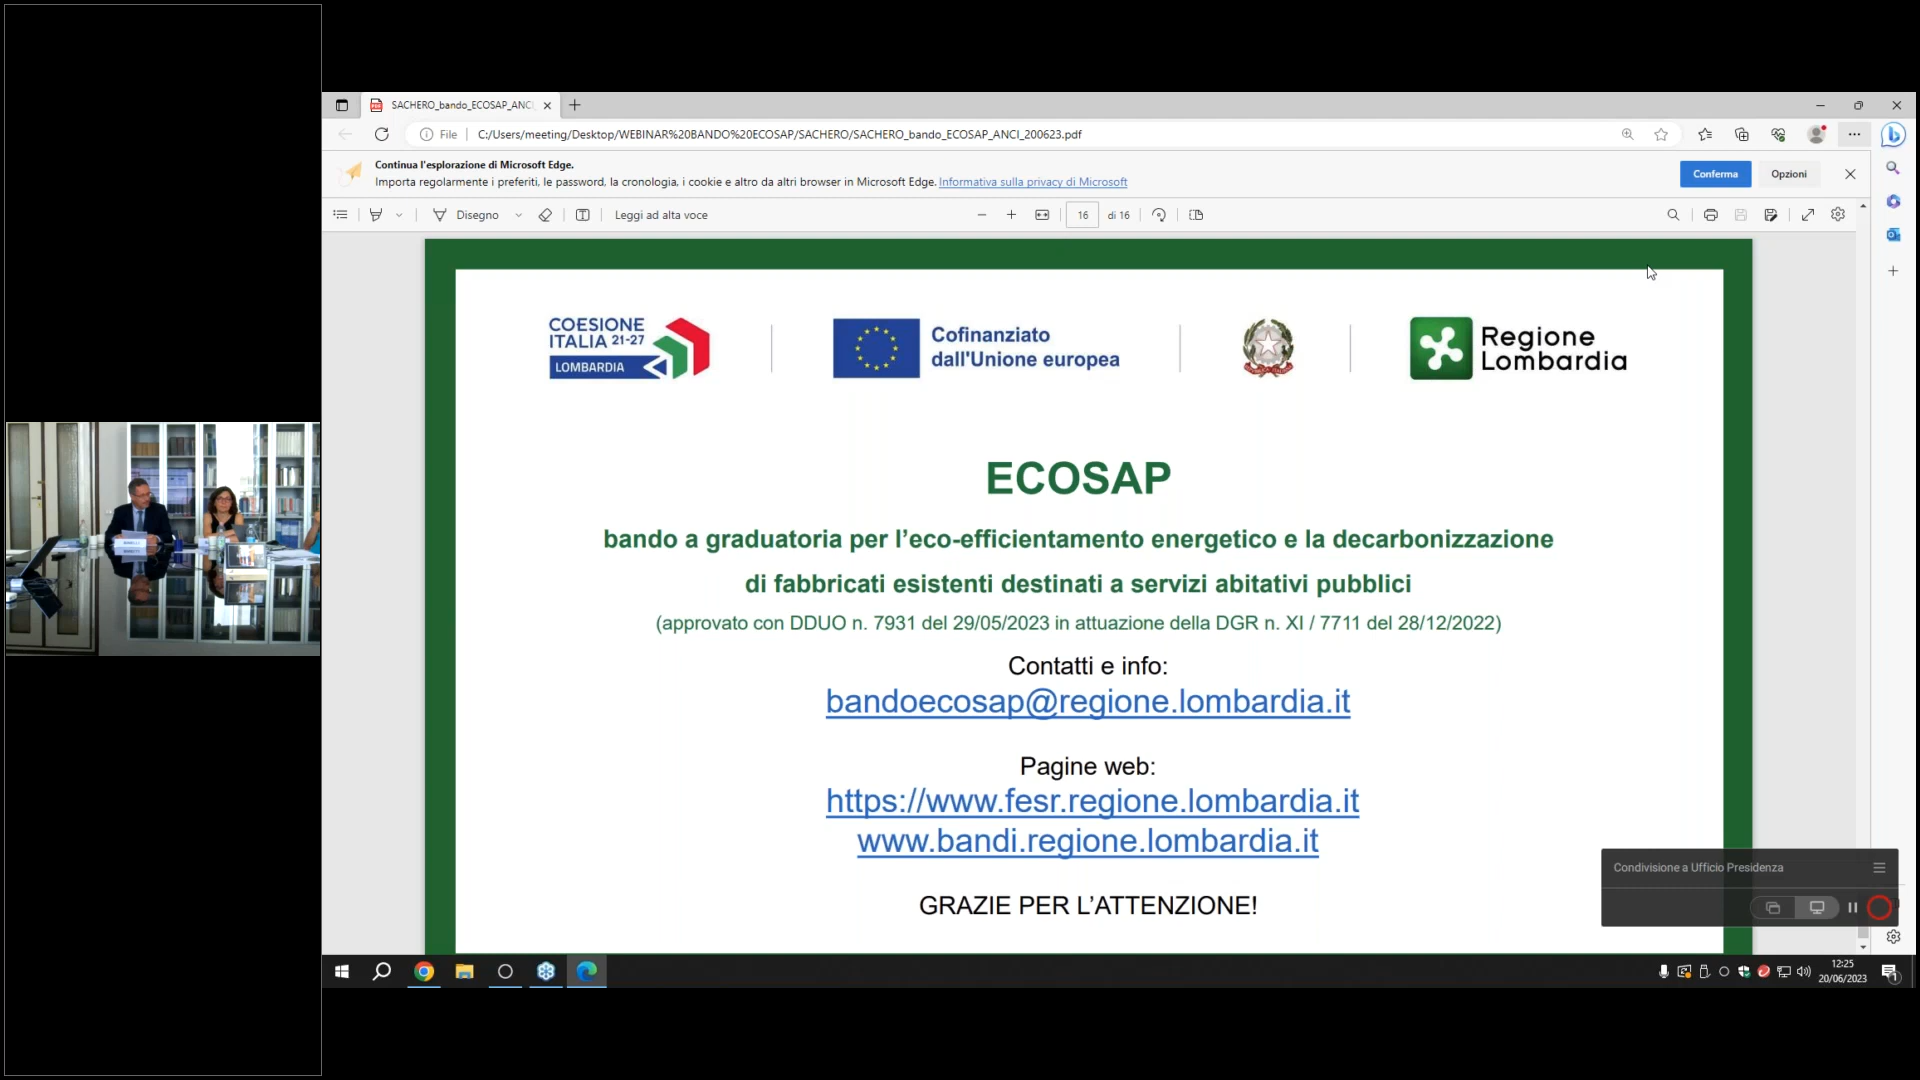 SACHERO_bando_ECOSAP_ANCI
File
C:/Users/meeting/Desktop/WEBINAR%20BANDO%20ECOSAP/SACHERO/SACHERO_bando_ECOSAP_ANCI_200623.pdf
Continua l'esplorazione di Microsoft Edge.
Importa regolarmente i preferiti, le password, la cronologia, i cookie e altro da altri browser in Microsoft Edge. Informativa sulla privacy di Microsoft
Conferma
Opzioni
Disegno
Leggi ad alta voce
16 di 16
COESIONE
ITALIA 21-27
LOMBARDIA
Cofinanziato
dall'Unione europea
Regione
Lombardia
ECOSAP
bando a graduatoria per l’eco-efficientamento energetico e la decarbonizzazione
di fabbricati esistenti destinati a servizi abitativi pubblici
(approvato con DDUO n. 7931 del 29/05/2023 in attuazione della DGR n. XI / 7711 del 28/12/2022)
Contatti e info:
bandoecosap@regione.lombardia.it
Pagine web:
https://www.fesr.regione.lombardia.it
www.bandi.regione.lombardia.it
GRAZIE PER L’ATTENZIONE!
Condivisione a Ufficio Presidenza
12:25
20/06/2023
1